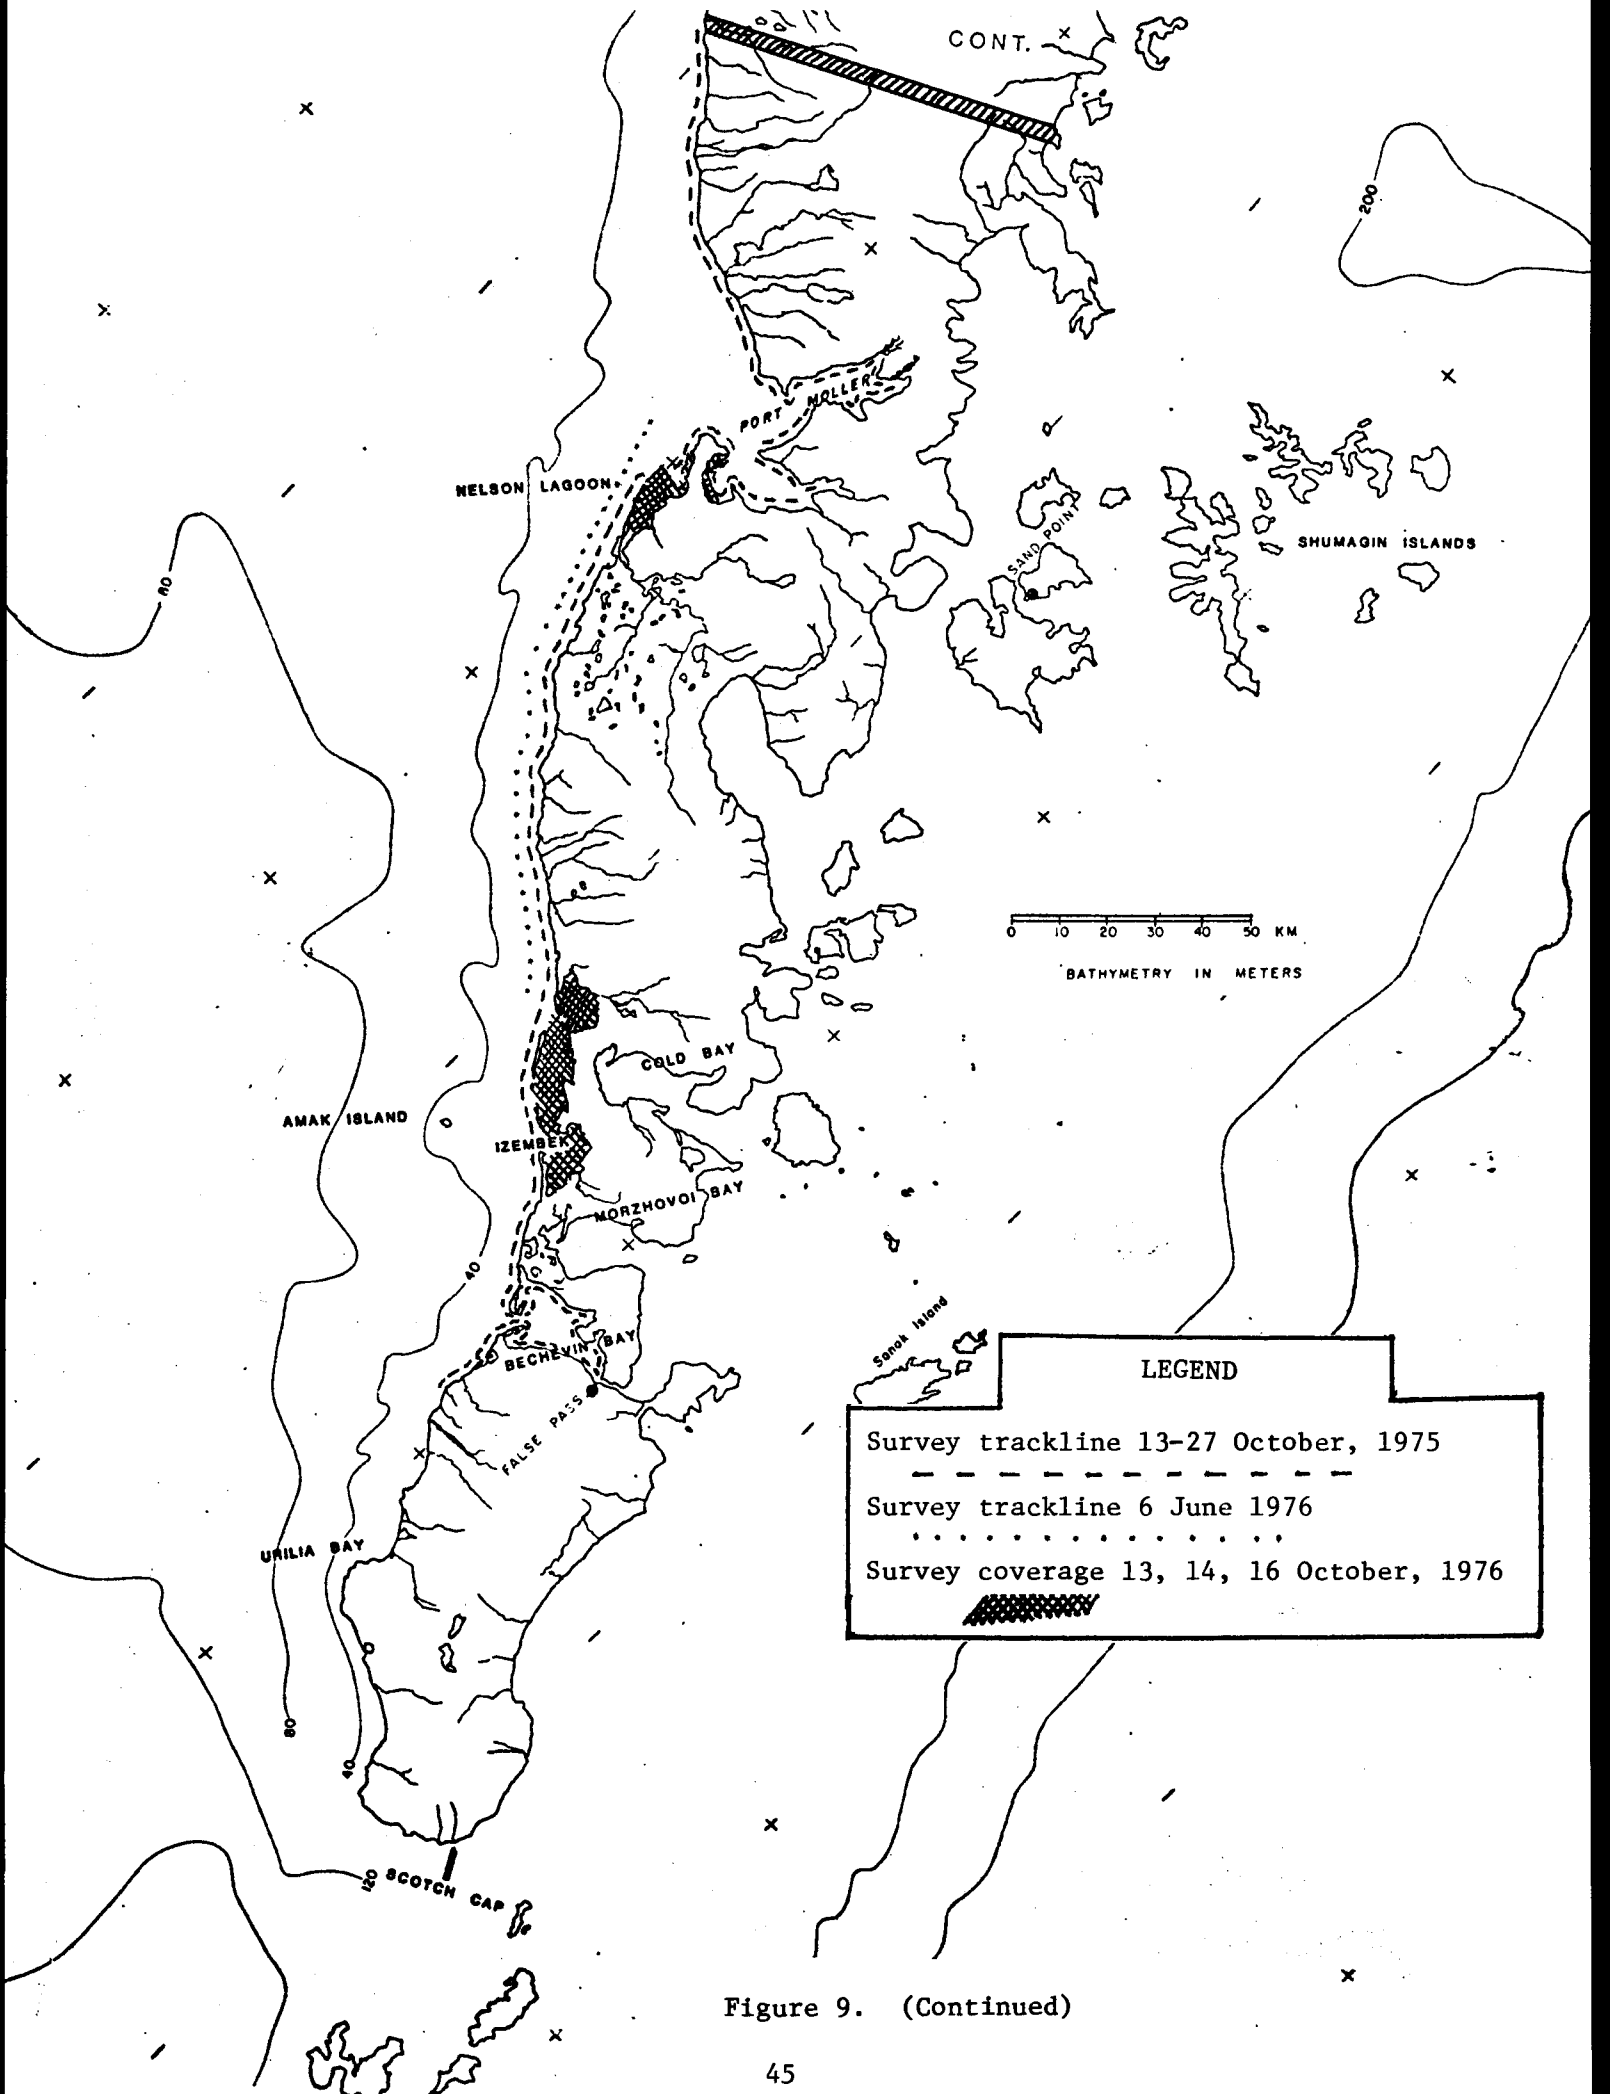 CONT.
200
PORT MOLLER
NELSON LAGOON
SAND POINT
SHUMAGIN ISLANDS
80
0 10 20 30 40 50 KM
BATHYMETRY IN METERS
COLD BAY
AMAK ISLAND
IZEMBEK
MORZHOVOI BAY
40
BECHEVIN BAY
Sanak Island
FALSE PASS
LEGEND
Survey trackline 13-27 October, 1975
Survey trackline 6 June 1976
Survey coverage 13, 14, 16 October, 1976
URILIA BAY
80
40
120
SCOTCH CAP
Figure 9. (Continued)
45